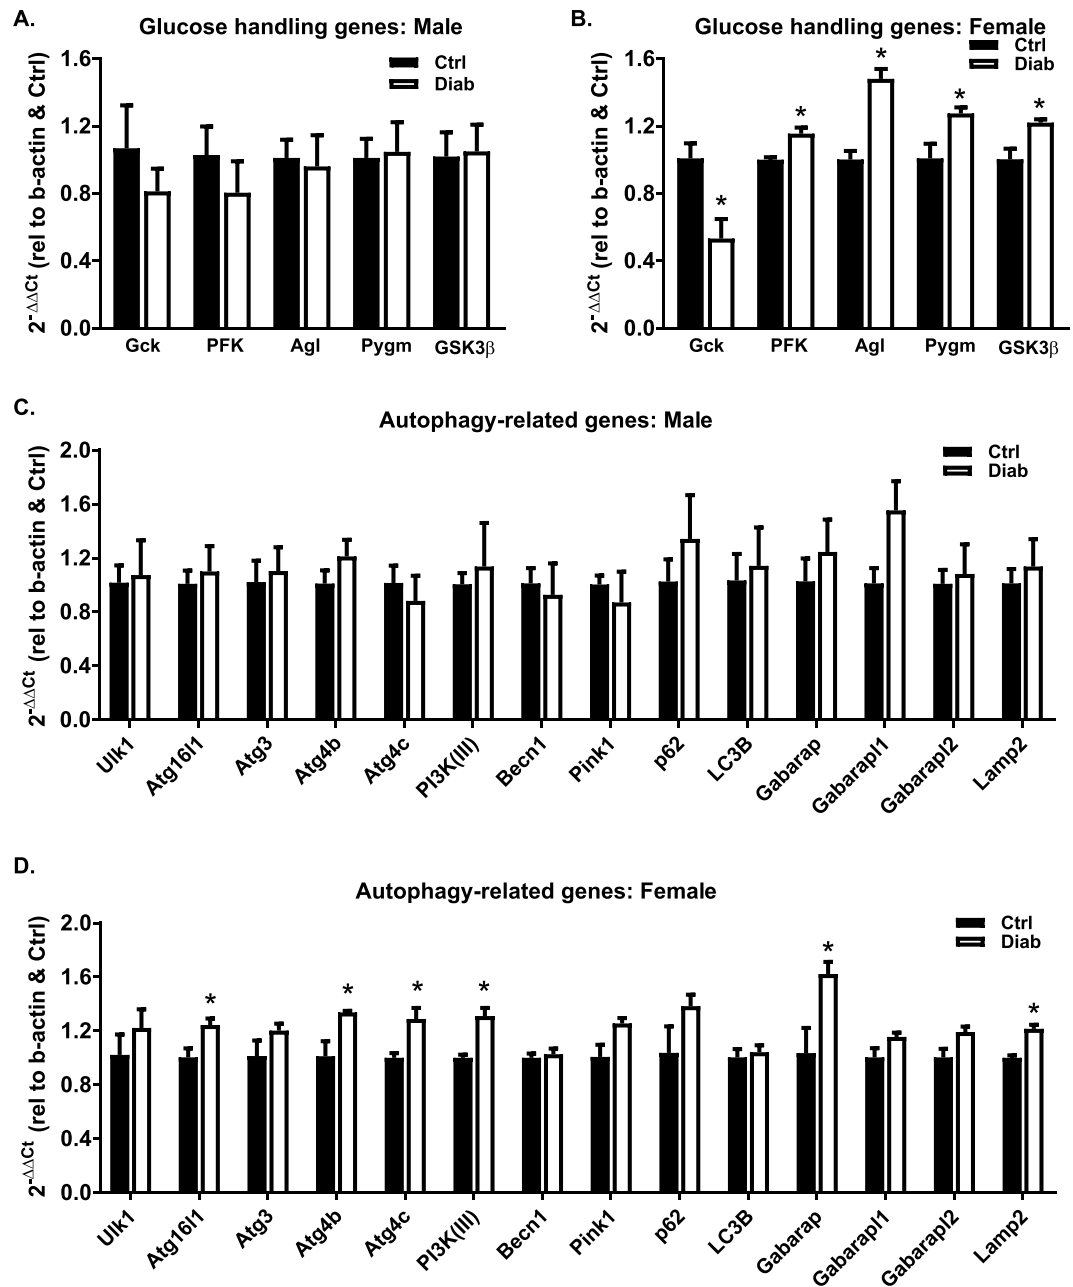 A.
Glucose handling genes: Male
Ctrl
Diab
2-ΔΔCt (rel to b-actin & Ctrl)
1.6
1.2
0.8
0.4
0.0
Gck PFK Agl Pygm GSK3β
B.
Glucose handling genes: Female
Ctrl
Diab
2-ΔΔCt (rel to b-actin & Ctrl)
1.6
1.2
0.8
0.4
0.0
* * * * *
Gck PFK Agl Pygm GSK3β
C.
Autophagy-related genes: Male
Ctrl
Diab
2-ΔΔCt (rel to b-actin & Ctrl)
2.0
1.6
1.2
0.8
0.4
0.0
Ulk1 Atg16l1 Atg3 Atg4b Atg4c PI3K(III) Becn1 Pink1 p62 LC3B Gabarap Gabarapl1 Gabarapl2 Lamp2
D.
Autophagy-related genes: Female
Ctrl
Diab
2-ΔΔCt (rel to b-actin & Ctrl)
2.0
1.6
1.2
0.8
0.4
0.0
* * * * * *
Ulk1 Atg16l1 Atg3 Atg4b Atg4c PI3K(III) Becn1 Pink1 p62 LC3B Gabarap Gabarapl1 Gabarapl2 Lamp2